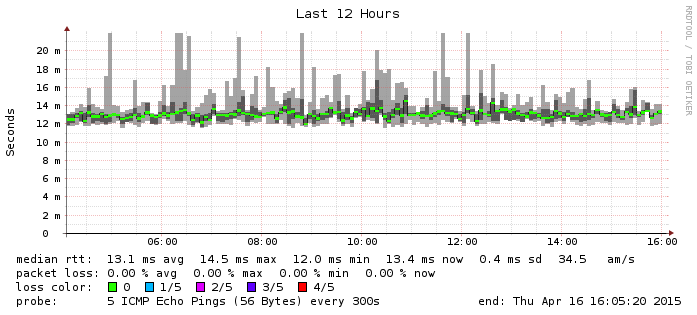 Last 12 Hours
RRDTOOL / TOBI OETIKER
Seconds
20 m
18 m
16 m
14 m
12 m
10 m
8 m
6 m
4 m
2 m
0
06:00 08:00 10:00 12:00 14:00 16:00
median rtt: 13.1 ms avg 14.5 ms max 12.0 ms min 13.4 ms now 0.4 ms sd 34.5 am/s
packet loss: 0.00 % avg 0.00 % max 0.00 % min 0.00 % now
loss color: 0 1/5 2/5 3/5 4/5
probe: 5 ICMP Echo Pings (56 Bytes) every 300s end: Thu Apr 16 16:05:20 2015